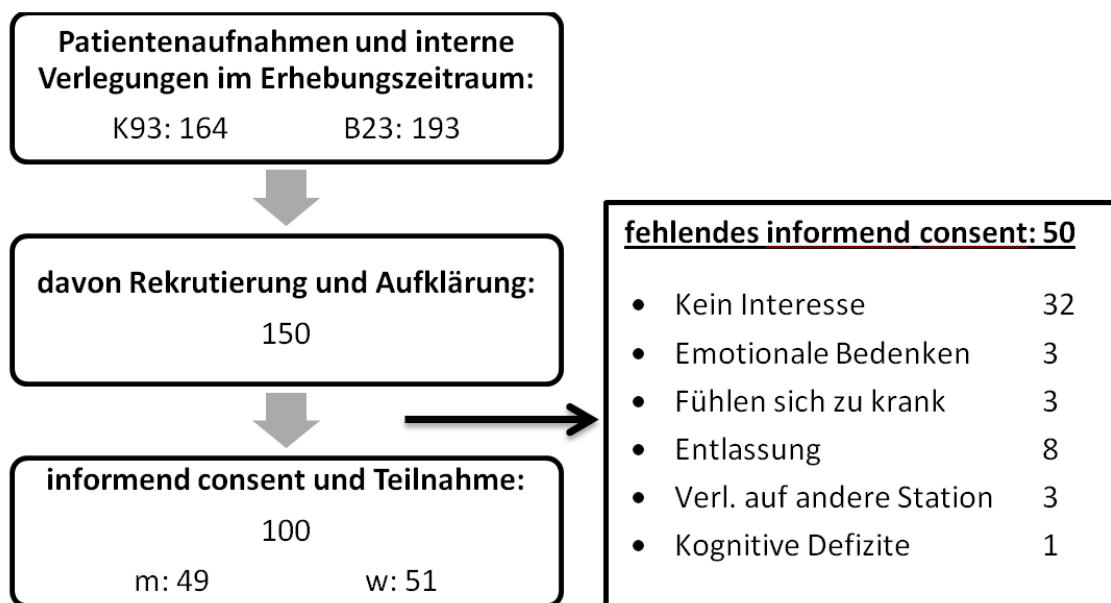 Patientenaufnahmen und interne
Verlegungen im Erhebungszeitraum:
K93: 164 B23: 193
davon Rekrutierung und Aufklärung:
150
informend consent und Teilnahme:
100
m: 49 w: 51
fehlendes informend consent: 50
• Kein Interesse 32
• Emotionale Bedenken 3
• Fühlen sich zu krank 3
• Entlassung 8
• Verl. auf andere Station 3
• Kognitive Defizite 1